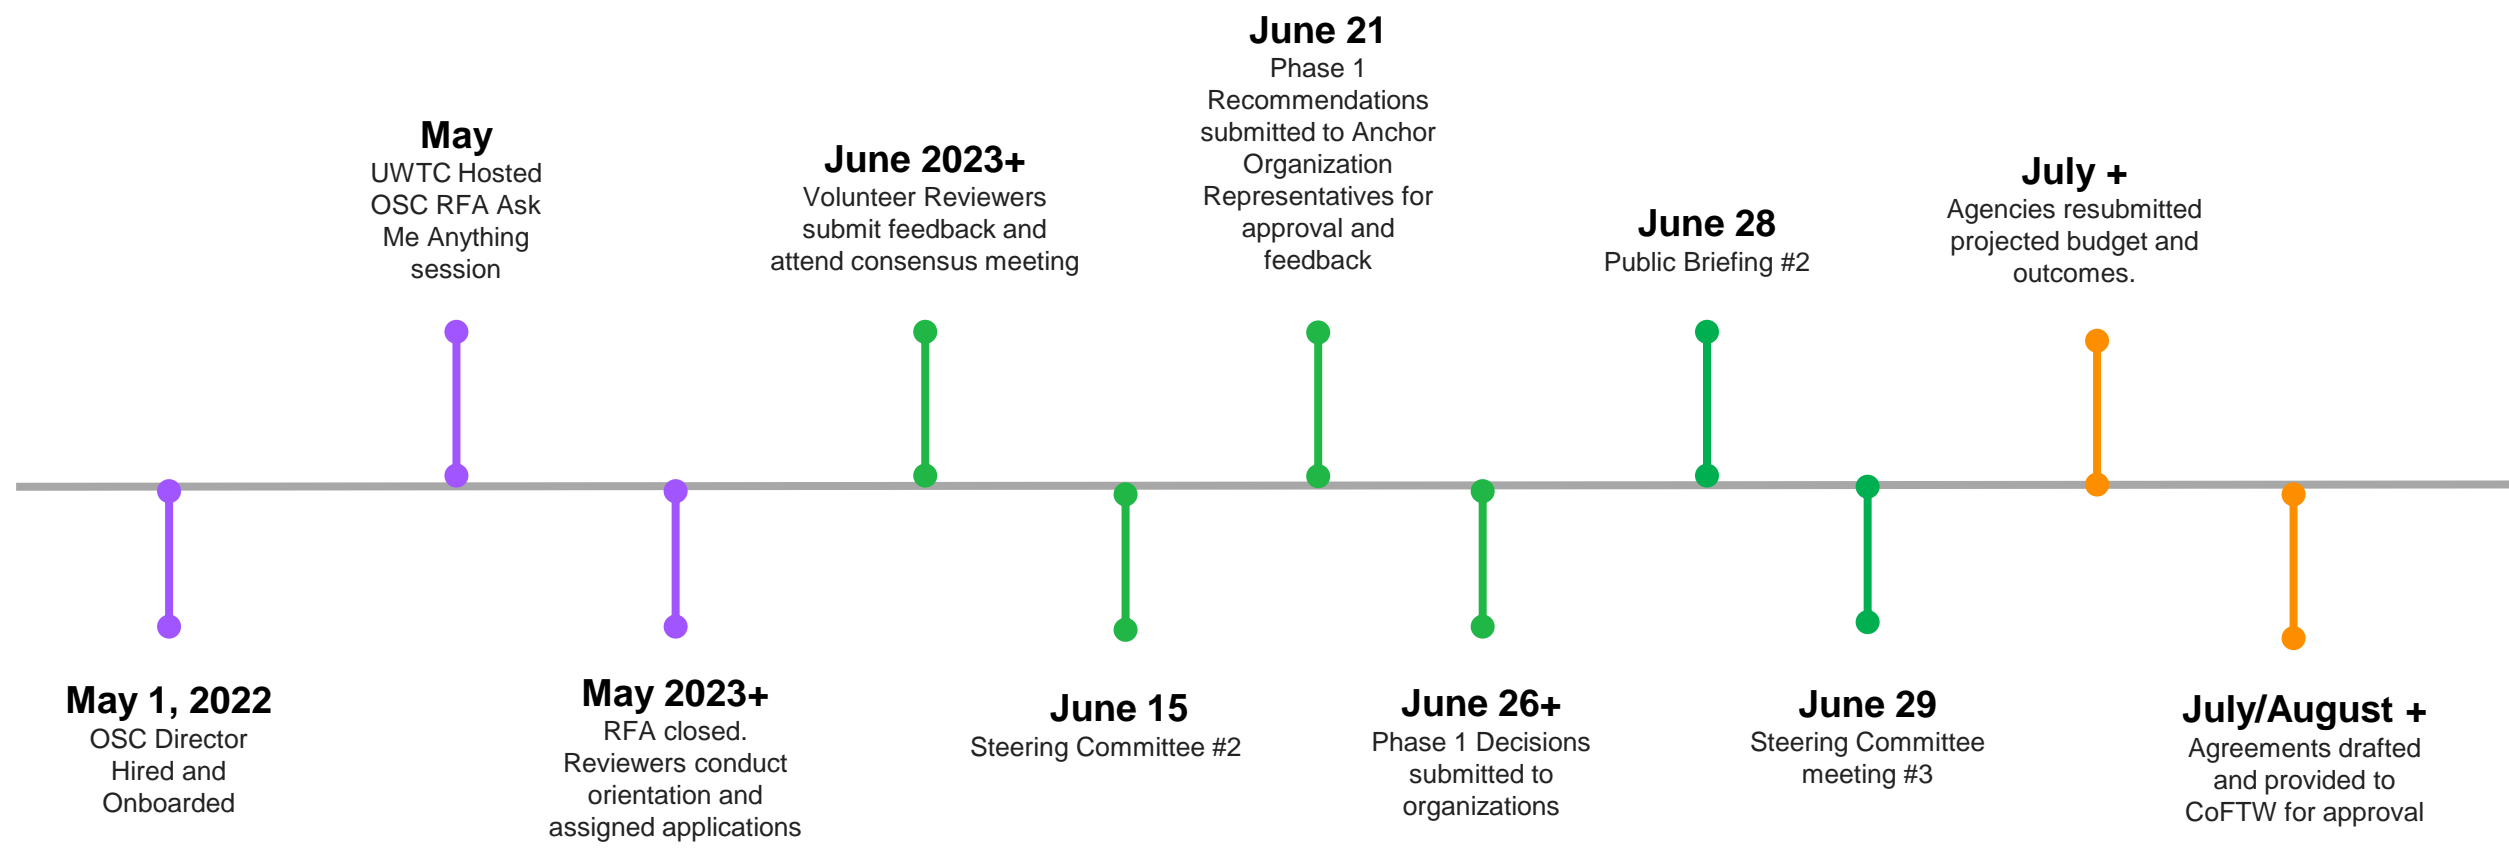 May 1, 2022
OSC Director
Hired and
Onboarded
May
UWTC Hosted
OSC RFA Ask
Me Anything
session
May 2023+
RFA closed.
Reviewers conduct
orientation and
assigned applications
June 2023+
Volunteer Reviewers
submit feedback and
attend consensus meeting
June 15
Steering Committee #2
June 21
Phase 1
Recommendations
submitted to Anchor
Organization
Representatives for
approval and
feedback
June 26+
Phase 1 Decisions
submitted to
organizations
June 28
Public Briefing #2
June 29
Steering Committee
meeting #3
July +
Agencies resubmitted
projected budget and
outcomes.
July/August +
Agreements drafted
and provided to
CoFTW for approval